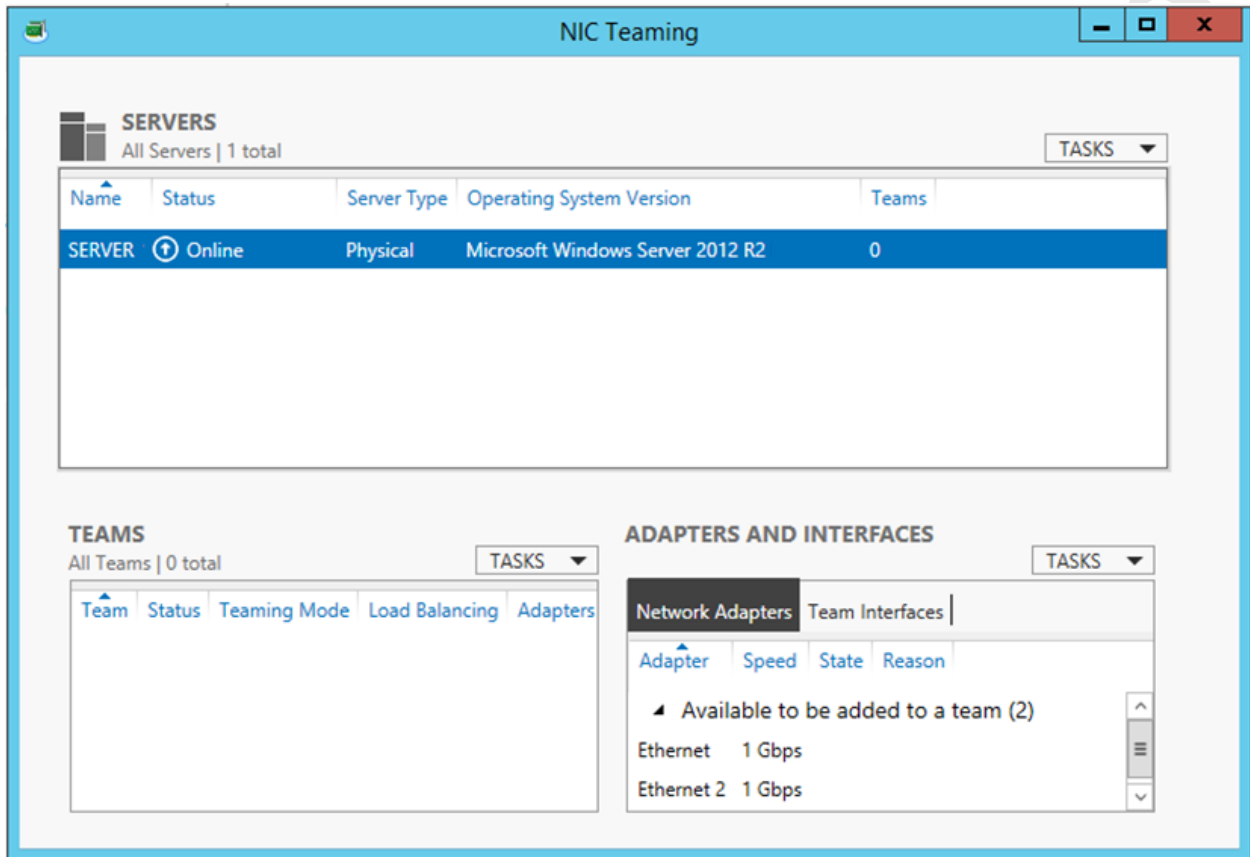 NIC Teaming
SERVERS
All Servers | 1 total
TASKS
Name Status Server Type Operating System Version Teams
SERVER Online Physical Microsoft Windows Server 2012 R2 0
TEAMS
All Teams | 0 total
TASKS
Team Status Teaming Mode Load Balancing Adapters
ADAPTERS AND INTERFACES
TASKS
Network Adapters Team Interfaces
Adapter Speed State Reason
Available to be added to a team (2)
Ethernet 1 Gbps
Ethernet 2 1 Gbps